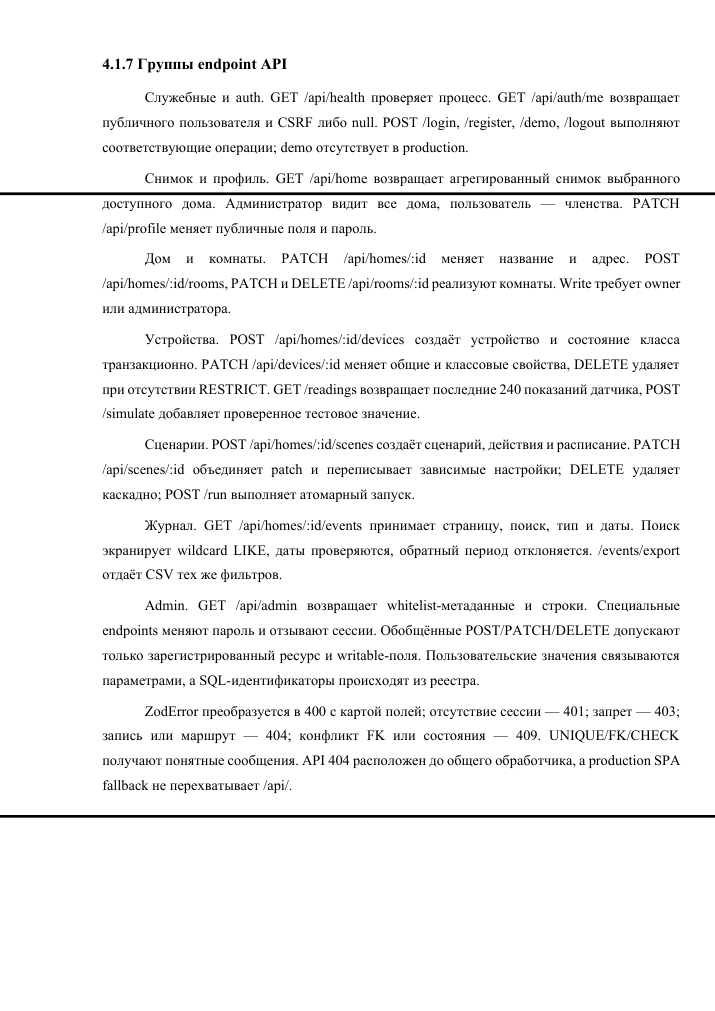 4.1.7 Группы endpoint API
Служебные и auth. GET /api/health проверяет процесс. GET /api/auth/me возвращает
публичного пользователя и CSRF либо null. POST /login, /register, /demo, /logout выполняют
соответствующие операции; demo отсутствует в production.
Снимок и профиль. GET /api/home возвращает агрегированный снимок выбранного
доступного дома. Администратор видит все дома, пользователь — членства. PATCH
/api/profile меняет публичные поля и пароль.
Дом и комнаты. PATCH /api/homes/:id меняет название и адрес. POST
/api/homes/:id/rooms, PATCH и DELETE /api/rooms/:id реализуют комнаты. Write требует owner
или администратора.
Устройства. POST /api/homes/:id/devices создаёт устройство и состояние класса
транзакционно. PATCH /api/devices/:id меняет общие и классовые свойства, DELETE удаляет
при отсутствии RESTRICT. GET /readings возвращает последние 240 показаний датчика, POST
/simulate добавляет проверенное тестовое значение.
Сценарии. POST /api/homes/:id/scenes создаёт сценарий, действия и расписание. PATCH
/api/scenes/:id объединяет patch и переписывает зависимые настройки; DELETE удаляет
каскадно; POST /run выполняет атомарный запуск.
Журнал. GET /api/homes/:id/events принимает страницу, поиск, тип и даты. Поиск
экранирует wildcard LIKE, даты проверяются, обратный период отклоняется. /events/export
отдаёт CSV тех же фильтров.
Admin. GET /api/admin возвращает whitelist-метаданные и строки. Специальные
endpoints меняют пароль и отзывают сессии. Обобщённые POST/PATCH/DELETE допускают
только зарегистрированный ресурс и writable-поля. Пользовательские значения связываются
параметрами, а SQL-идентификаторы происходят из реестра.
ZodError преобразуется в 400 с картой полей; отсутствие сессии — 401; запрет — 403;
запись или маршрут — 404; конфликт FK или состояния — 409. UNIQUE/FK/CHECK
получают понятные сообщения. API 404 расположен до общего обработчика, а production SPA
fallback не перехватывает /api/.